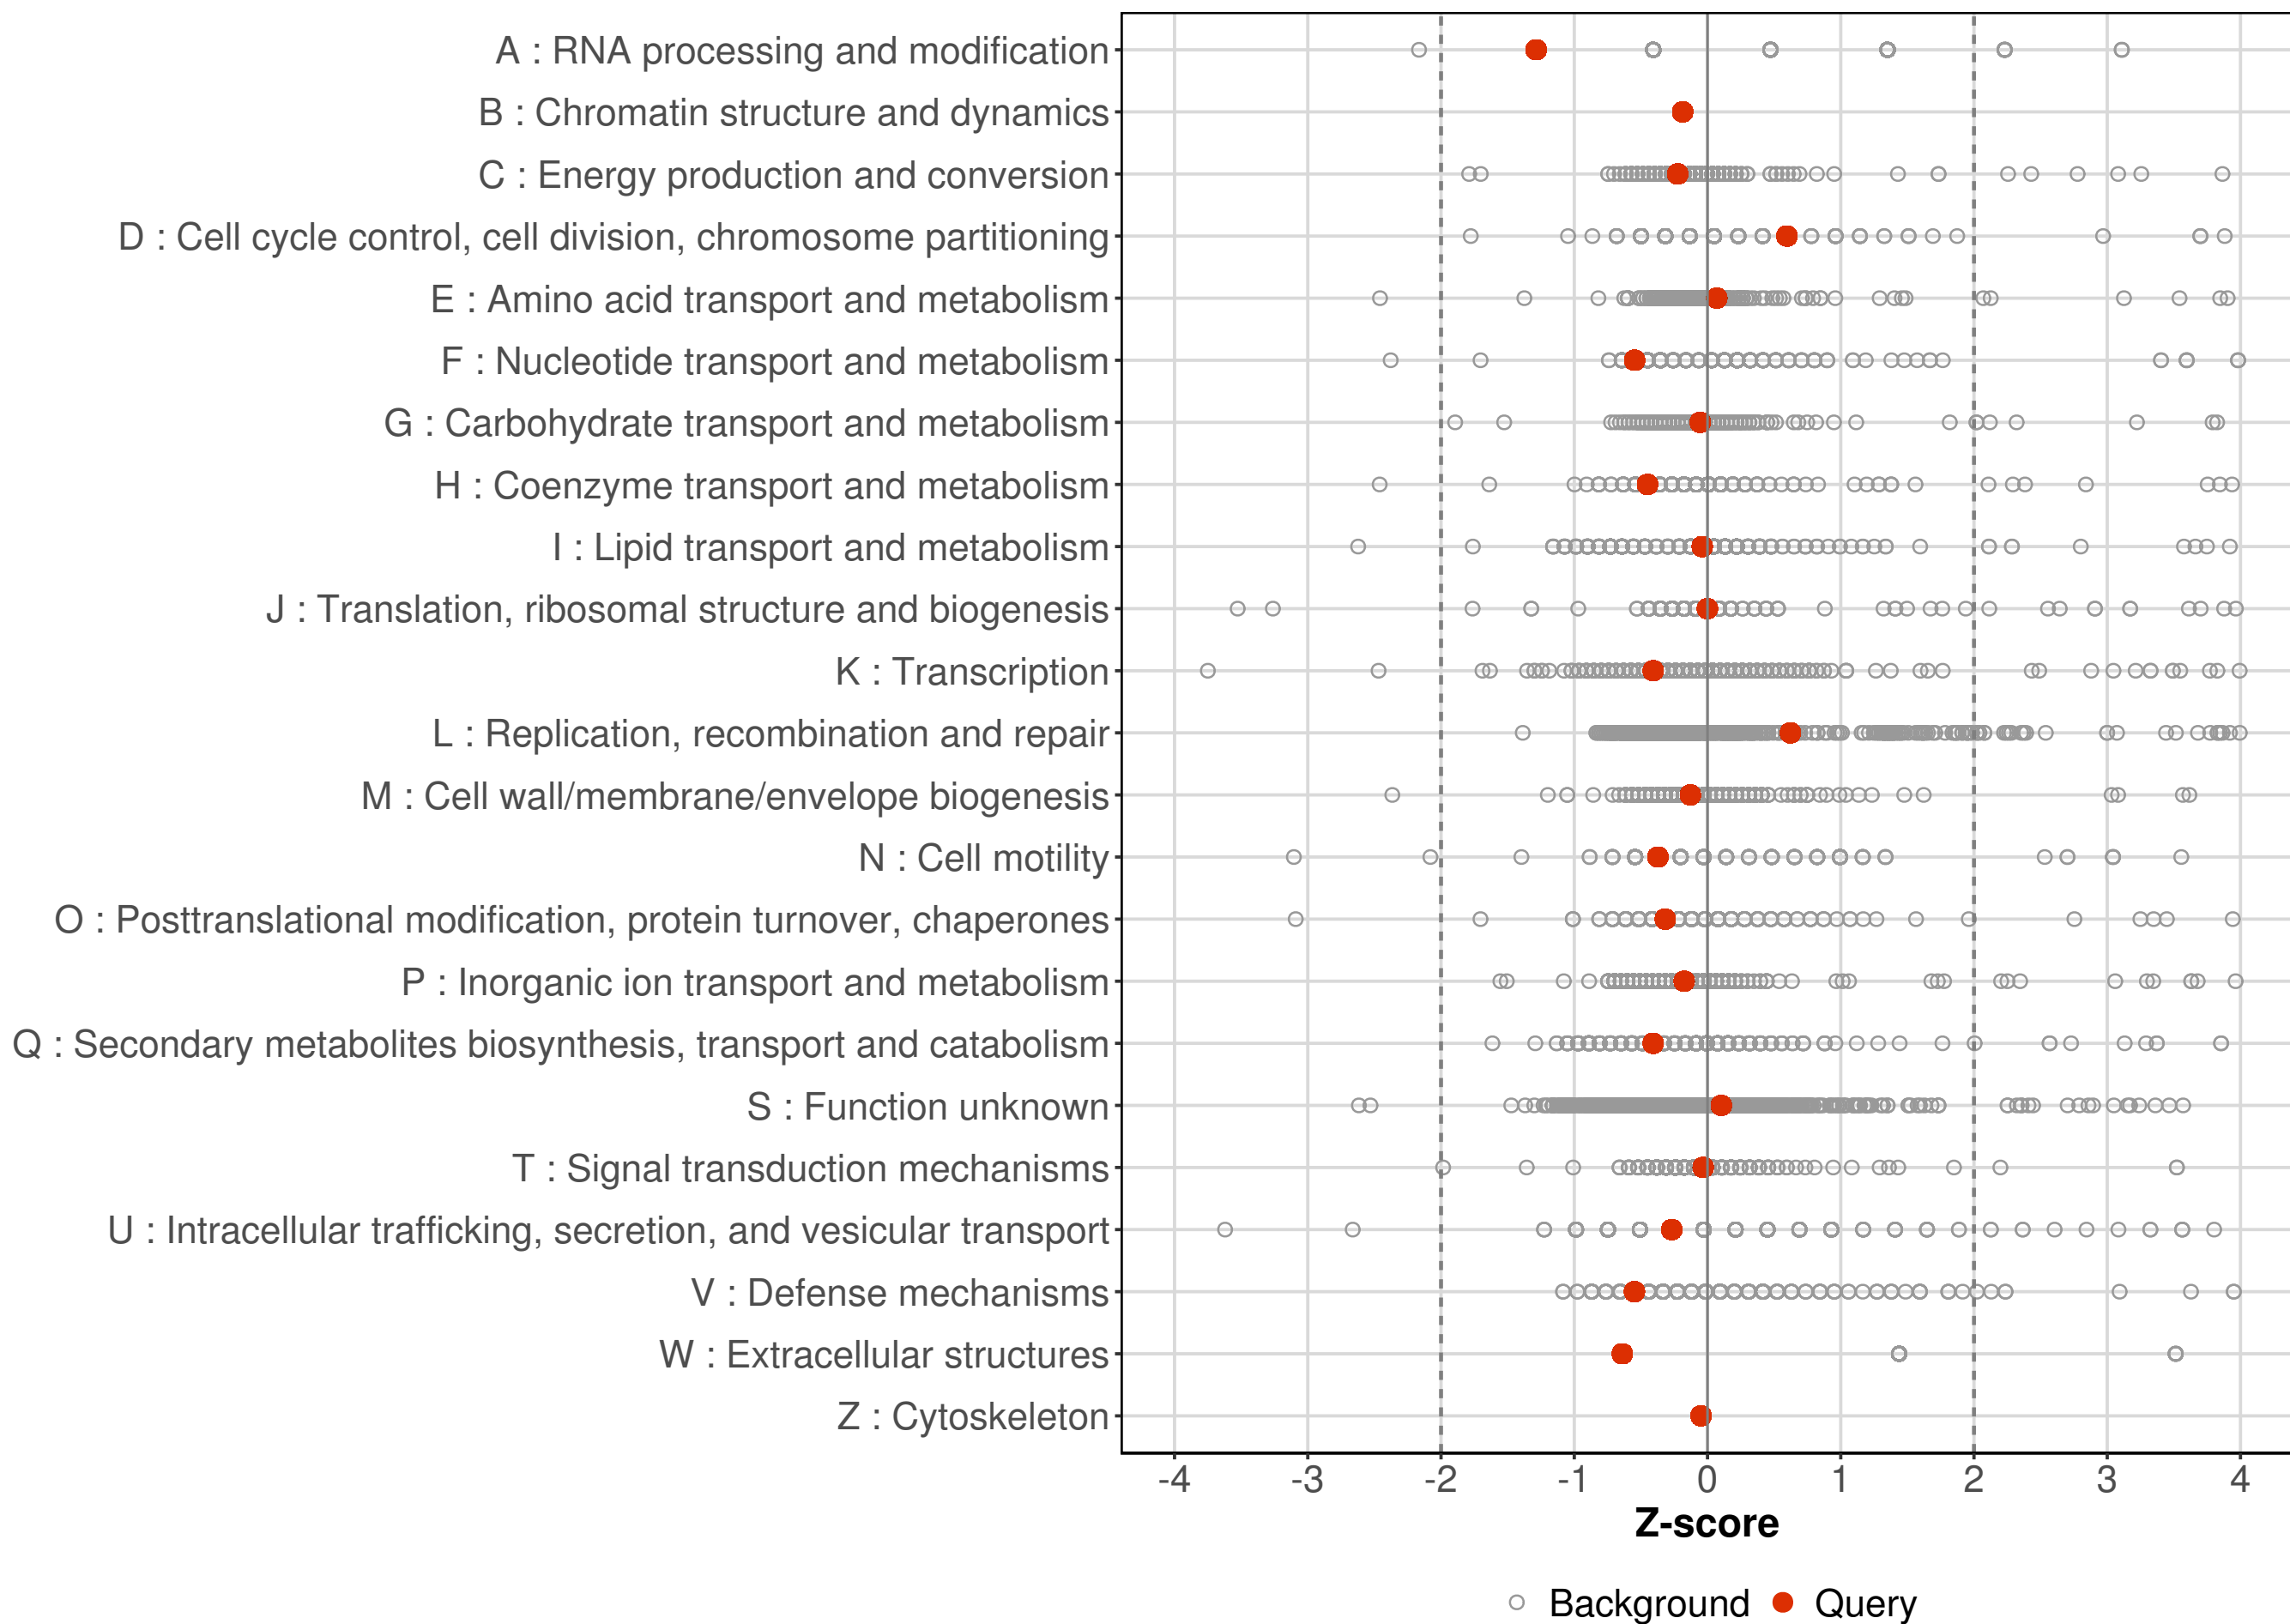 A : RNA processing and modification
B : Chromatin structure and dynamics
C : Energy production and conversion
D : Cell cycle control, cell division, chromosome partitioning
E : Amino acid transport and metabolism
F : Nucleotide transport and metabolism
G : Carbohydrate transport and metabolism
H : Coenzyme transport and metabolism
I : Lipid transport and metabolism
J : Translation, ribosomal structure and biogenesis
K : Transcription
L : Replication, recombination and repair
M : Cell wall/membrane/envelope biogenesis
N : Cell motility
O : Posttranslational modification, protein turnover, chaperones
P : Inorganic ion transport and metabolism
Q : Secondary metabolites biosynthesis, transport and catabolism
S : Function unknown
T : Signal transduction mechanisms
U : Intracellular trafficking, secretion, and vesicular transport
V : Defense mechanisms
W : Extracellular structures
Z : Cytoskeleton
-4 -3 -2 -1 0 1 2 3 4
Z-score
Background Query